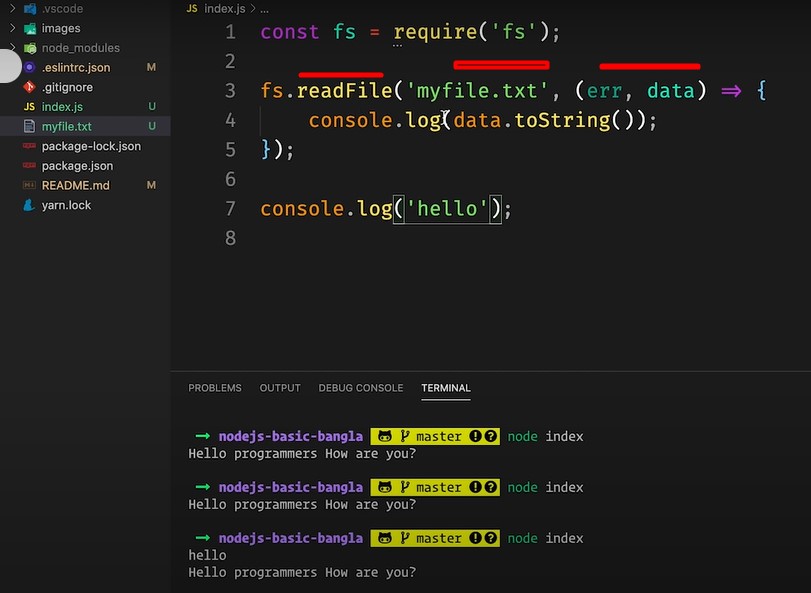 .vscode
images
node_modules
.eslintrc.json M
.gitignore
JS index.js U
myfile.txt U
package-lock.json
package.json
README.md M
yarn.lock
JS index.js > ...
1 const fs = require('fs');
2
3 fs.readFile('myfile.txt', (err, data) => {
4 console.log(data.toString());
5 });
6
7 console.log('hello');
8
PROBLEMS OUTPUT DEBUG CONSOLE TERMINAL
→ nodejs-basic-bangla master !? node index
Hello programmers How are you?
→ nodejs-basic-bangla master !? node index
Hello programmers How are you?
→ nodejs-basic-bangla master !? node index
hello
Hello programmers How are you?